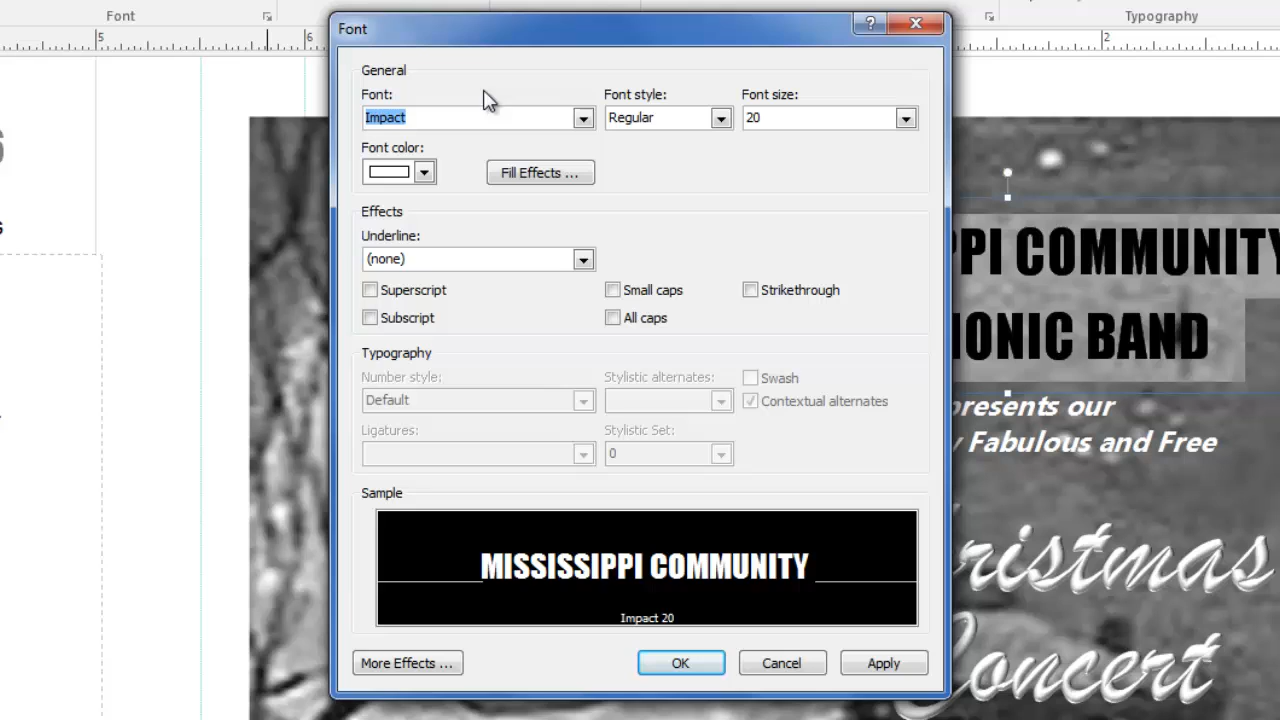 Font
Typography
5
6
2
Font
?
General
Font:
Font style:
Font size:
Impact
Regular
20
Font color:
Fill Effects ...
Effects
Underline:
(none)
Superscript
Small caps
Strikethrough
Subscript
All caps
Typography
Number style:
Stylistic alternates:
Swash
Default
Contextual alternates
Ligatures:
Stylistic Set:
0
Sample
MISSISSIPPI COMMUNITY
Impact 20
More Effects ...
OK
Cancel
Apply
PPI COMMUNITY
ONIC BAND
presents our
y Fabulous and Free
hristmas
Concert